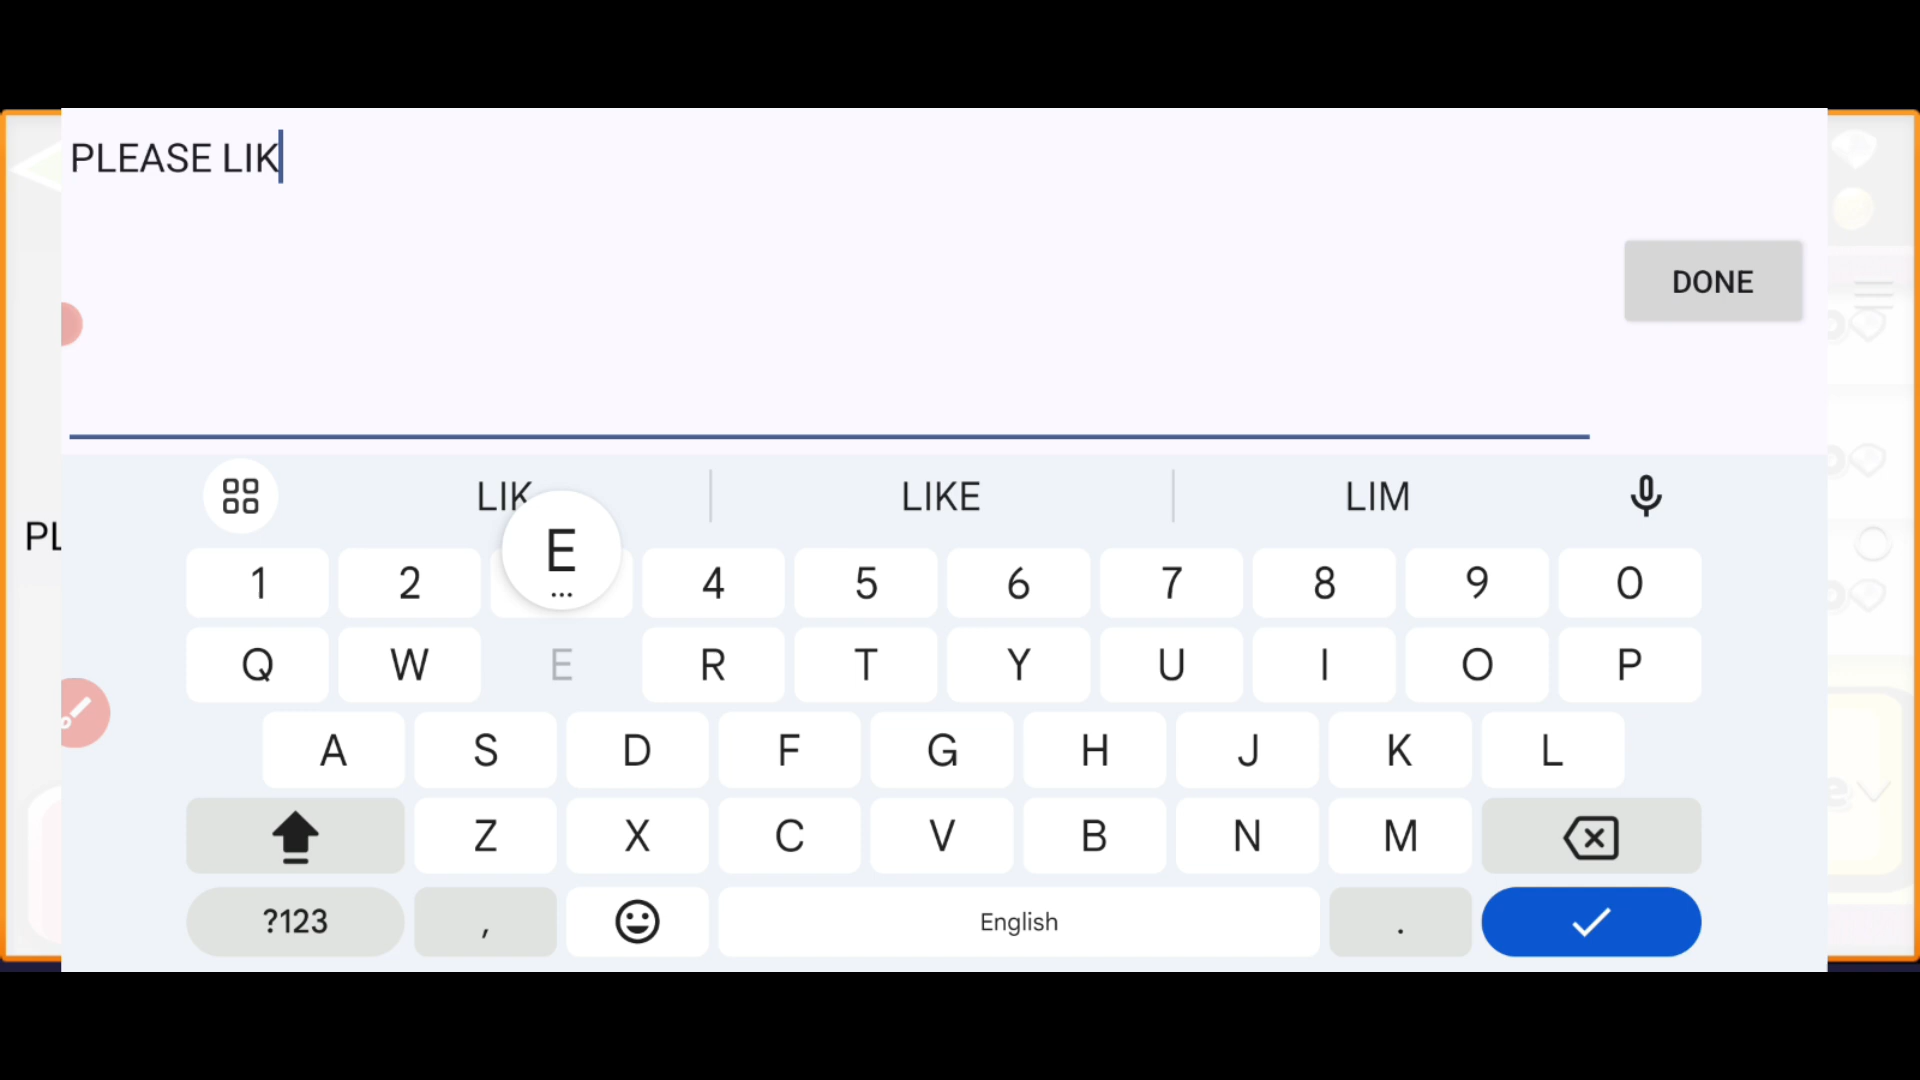 PLEASE LIK
DONE
PL
LIK LIKE LIM
E
...
1 2 4 5 6 7 8 9 0
Q W E R T Y U I O P
A S D F G H J K L
Z X C V B N M
?123 , English .